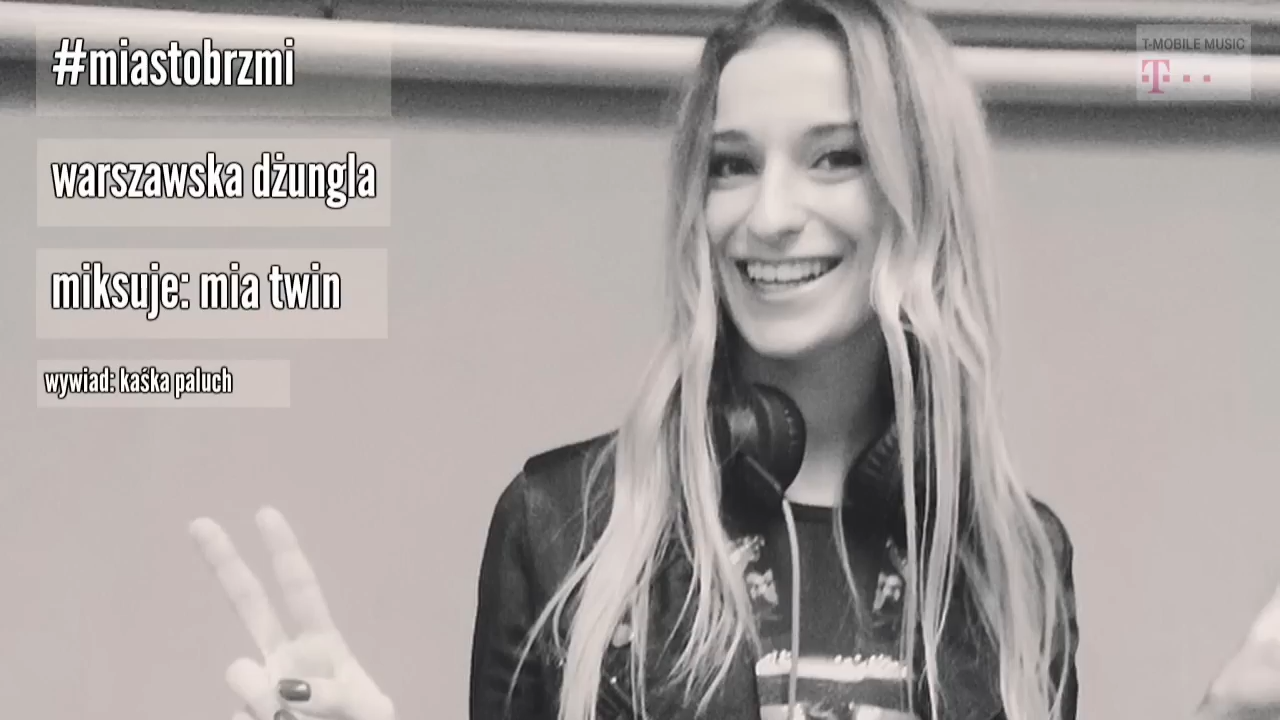 #miastobrzmi
warszawska dżungla
miksuje: mia twin
wywiad: kaśka paluch
T-MOBILE MUSIC
T